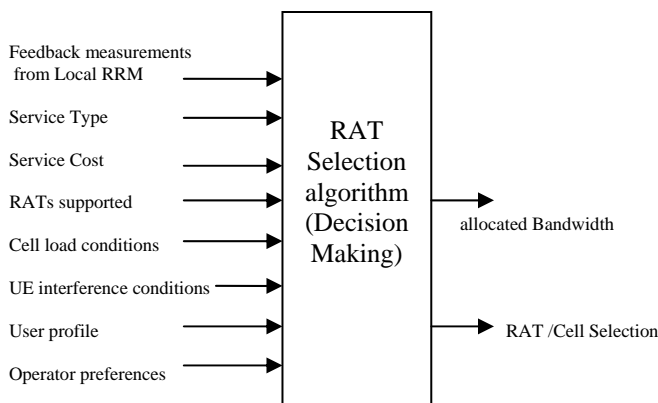 Feedback measurements
from Local RRM
Service Type
Service Cost
RATs supported
Cell load conditions
UE interference conditions
User profile
Operator preferences
RAT
Selection
algorithm
(Decision
Making)
allocated Bandwidth
RAT /Cell Selection